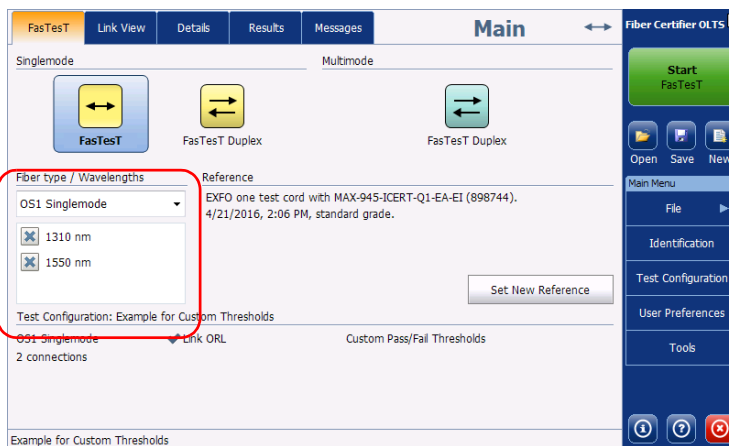 FasTesT Link View Details Results Messages Main
Fiber Certifier OLTS
Singlemode Multimode
Start
FasTesT
FasTesT FasTesT Duplex FasTesT Duplex
Open Save New
Fiber type / Wavelengths Reference
Main Menu
OS1 Singlemode
EXFO one test cord with MAX-945-ICERT-Q1-EA-EI (898744).
4/21/2016, 2:06 PM, standard grade.
File
1310 nm
1550 nm
Identification
Set New Reference
Test Configuration
Test Configuration: Example for Custom Thresholds
User Preferences
OS1 Singlemode Link ORL Custom Pass/Fail Thresholds
2 connections
Tools
Example for Custom Thresholds